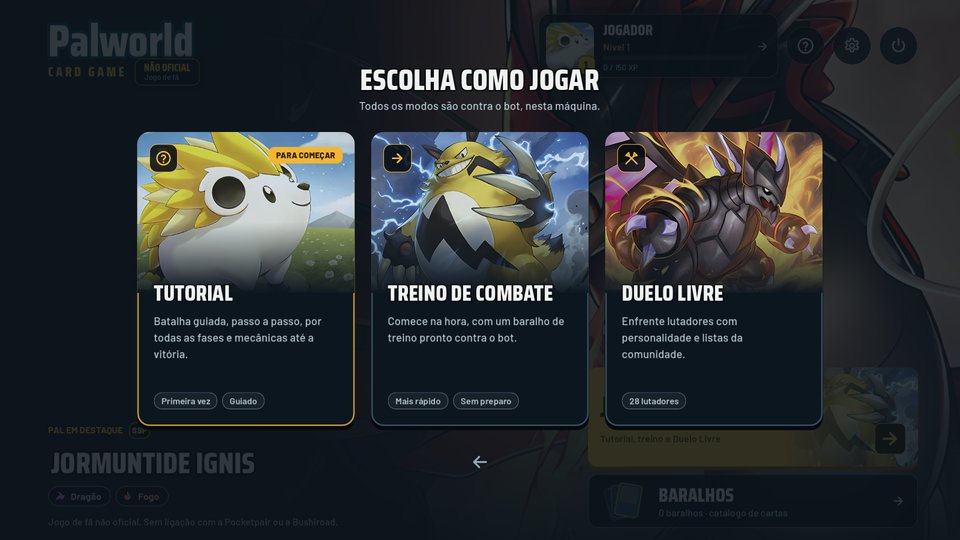 Palworld
CARD GAME
NÃO OFICIAL
Jogo de fã
JOGADOR
Nível 1
0 / 150 XP
1
ESCOLHA COMO JOGAR
Todos os modos são contra o bot, nesta máquina.
PARA COMEÇAR
TUTORIAL
Batalha guiada, passo a passo, por
todas as fases e mecânicas até a
vitória.
Primeira vez
Guiado
TREINO DE COMBATE
Comece na hora, com um baralho de
treino pronto contra o bot.
Mais rápido
Sem preparo
DUELO LIVRE
Enfrente lutadores com
personalidade e listas da
comunidade.
28 lutadores
PAL EM DESTAQUE
SSP
JORMUNTIDE IGNIS
Dragão
Fogo
Jogo de fã não oficial. Sem ligação com a Pocketpair ou a Bushiroad.
Tutorial, treino e Duelo Livre
BARALHOS
0 baralhos · catálogo de cartas